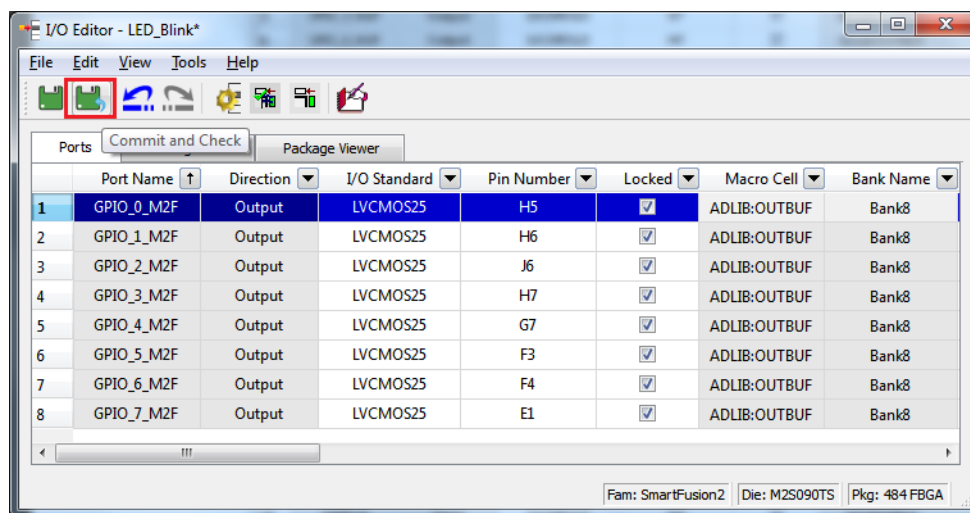 I/O Editor - LED_Blink*
File Edit View Tools Help
Commit and Check
Ports Package Viewer
Port Name Direction I/O Standard Pin Number Locked Macro Cell Bank Name
1 GPIO_0_M2F Output LVCMOS25 H5 ADLIB:OUTBUF Bank8
2 GPIO_1_M2F Output LVCMOS25 H6 ADLIB:OUTBUF Bank8
3 GPIO_2_M2F Output LVCMOS25 J6 ADLIB:OUTBUF Bank8
4 GPIO_3_M2F Output LVCMOS25 H7 ADLIB:OUTBUF Bank8
5 GPIO_4_M2F Output LVCMOS25 G7 ADLIB:OUTBUF Bank8
6 GPIO_5_M2F Output LVCMOS25 F3 ADLIB:OUTBUF Bank8
7 GPIO_6_M2F Output LVCMOS25 F4 ADLIB:OUTBUF Bank8
8 GPIO_7_M2F Output LVCMOS25 E1 ADLIB:OUTBUF Bank8
Fam: SmartFusion2 Die: M2S090TS Pkg: 484 FBGA